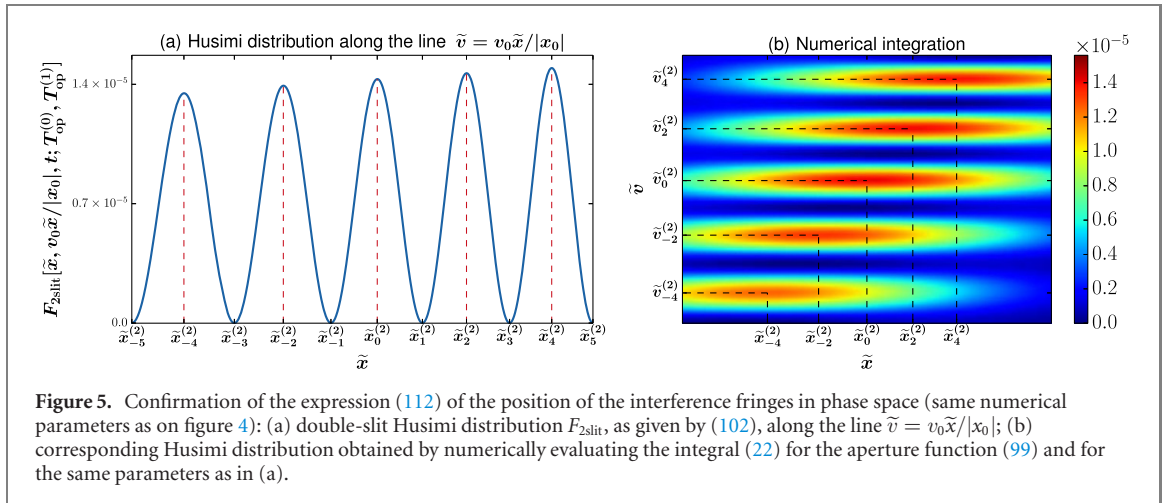 (a) Husimi distribution along the line ṽ = v₀x̃/|x₀|
F₂slit[x̃, v₀x̃/|x₀|, t; T_op^(0), T_op^(1)]
1.4 × 10⁻⁵
0.7 × 10⁻⁵
0.0
x̃₋₅^(2) x̃₋₄^(2) x̃₋₃^(2) x̃₋₂^(2) x̃₋₁^(2) x̃₀^(2) x̃₁^(2) x̃₂^(2) x̃₃^(2) x̃₄^(2) x̃₅^(2)
x̃
(b) Numerical integration
ṽ
ṽ₄^(2)
ṽ₂^(2)
ṽ₀^(2)
ṽ₋₂^(2)
ṽ₋₄^(2)
x̃₋₄^(2) x̃₋₂^(2) x̃₀^(2) x̃₂^(2) x̃₄^(2)
x̃
×10⁻⁵
1.4
1.2
1.0
0.8
0.6
0.4
0.2
0.0
Figure 5. Confirmation of the expression (112) of the position of the interference fringes in phase space (same numerical
parameters as on figure 4): (a) double-slit Husimi distribution F₂slit, as given by (102), along the line ṽ = v₀x̃/|x₀|; (b)
corresponding Husimi distribution obtained by numerically evaluating the integral (22) for the aperture function (99) and for
the same parameters as in (a).